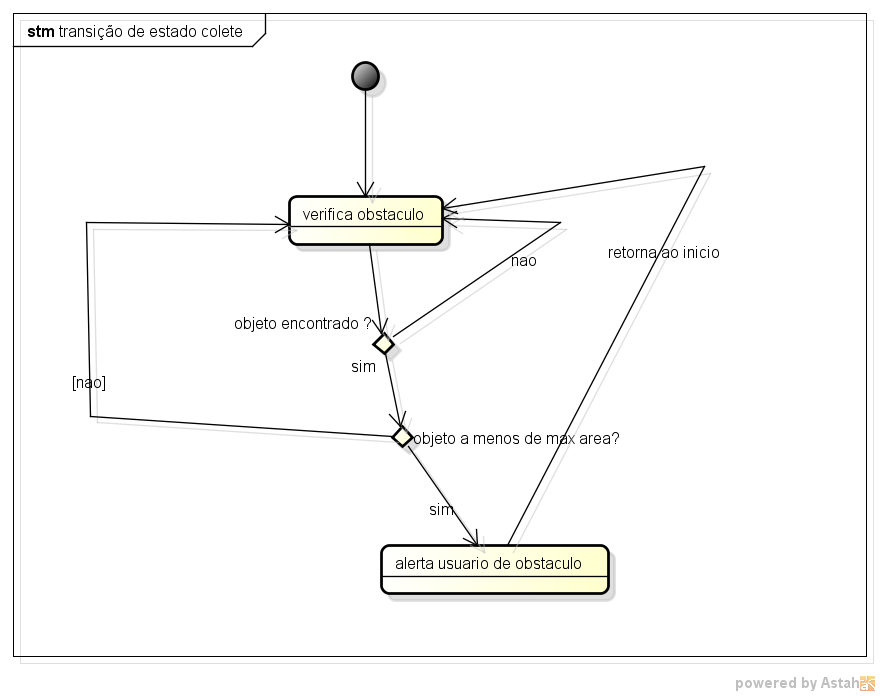 stm transição de estado colete
verifica obstaculo
retorna ao inicio
nao
objeto encontrado ?
sim
[nao]
objeto a menos de max area?
sim
alerta usuario de obstaculo
powered by Astah